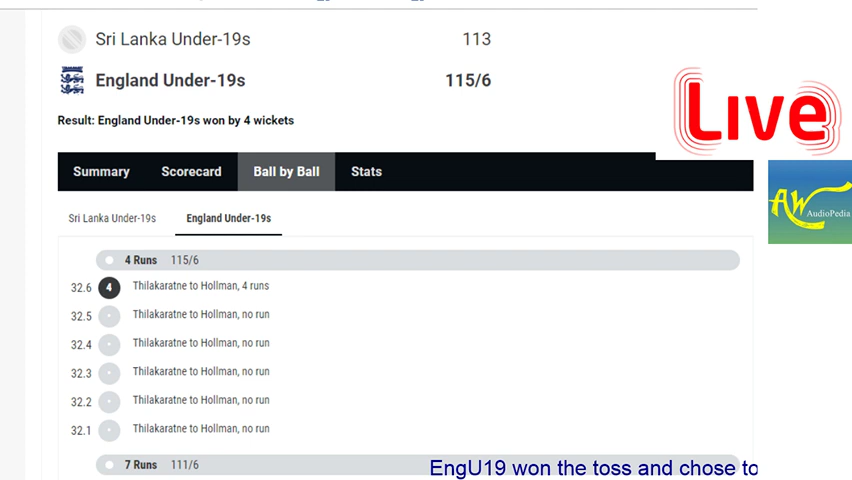 Sri Lanka Under-19s 113
England Under-19s 115/6
Result: England Under-19s won by 4 wickets
Live
Summary Scorecard Ball by Ball Stats
AW AudioPedia
Sri Lanka Under-19s England Under-19s
4 Runs 115/6
32.6 4 Thilakaratne to Hollman, 4 runs
32.5 Thilakaratne to Hollman, no run
32.4 Thilakaratne to Hollman, no run
32.3 Thilakaratne to Hollman, no run
32.2 Thilakaratne to Hollman, no run
32.1 Thilakaratne to Hollman, no run
7 Runs 111/6
EngU19 won the toss and chose to